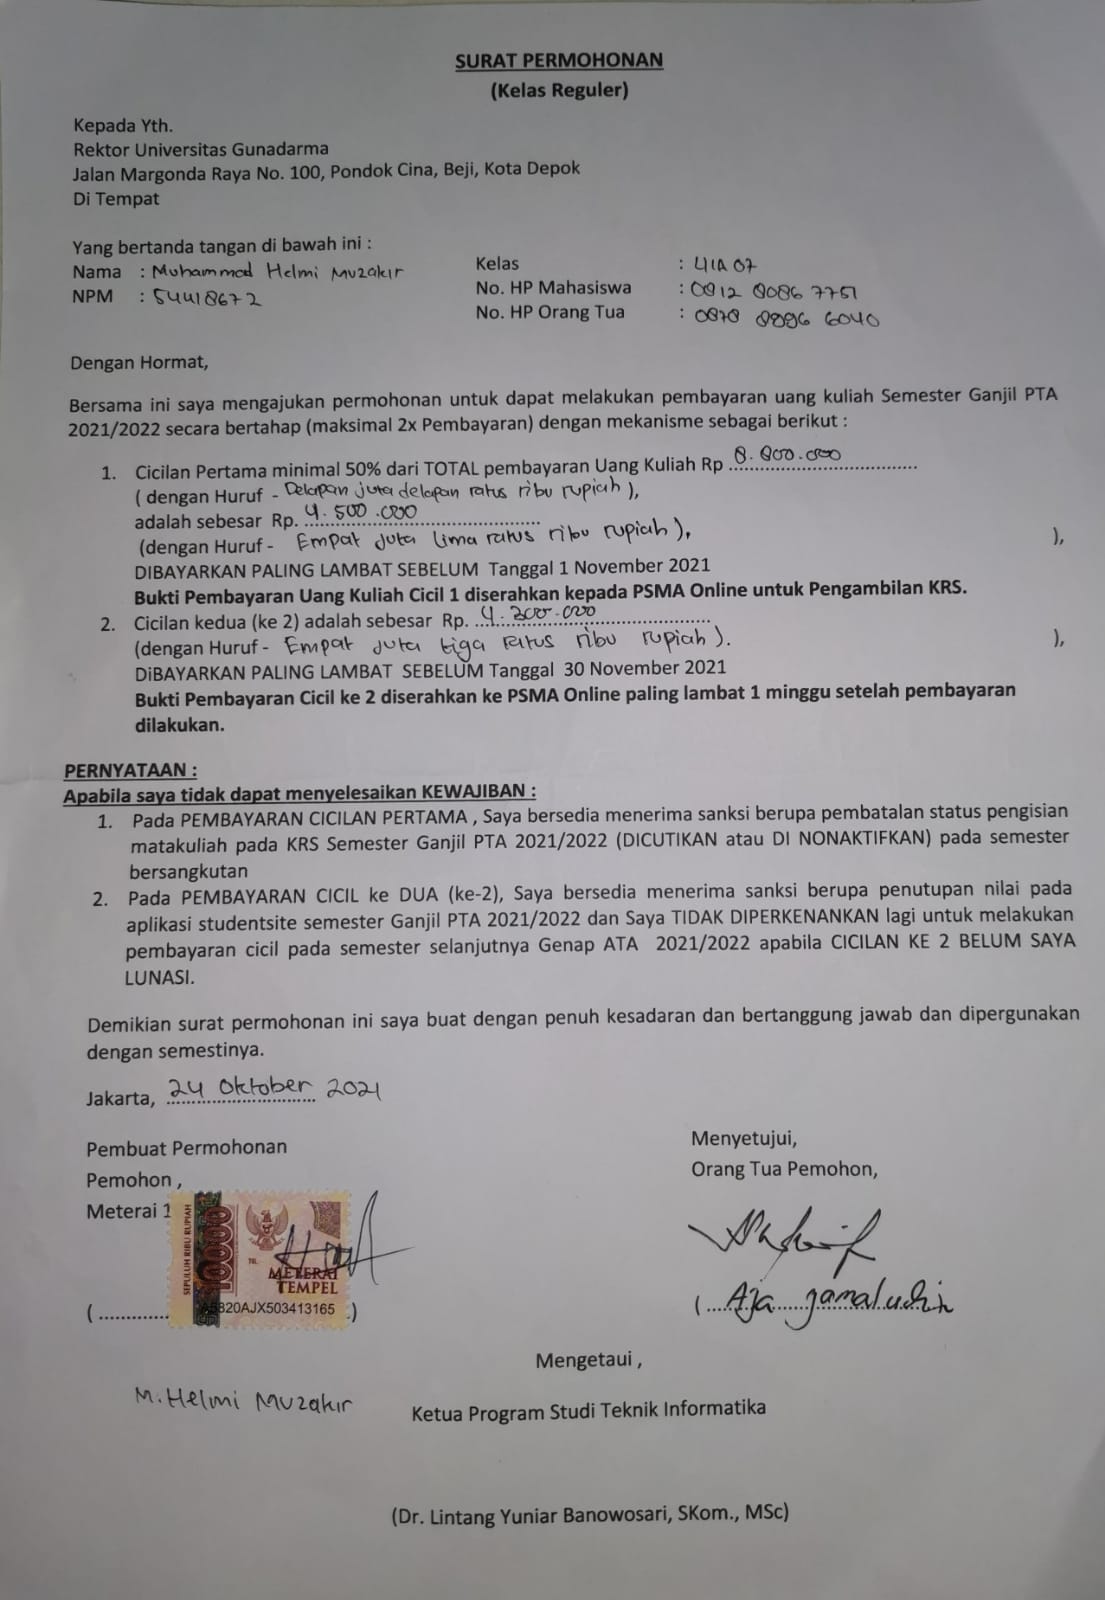 SURAT PERMOHONAN
(Kelas Reguler)
Kepada Yth.
Rektor Universitas Gunadarma
Jalan Margonda Raya No. 100, Pondok Cina, Beji, Kota Depok
Di Tempat
Yang bertanda tangan di bawah ini :
Nama : Muhammad Helmi Muzakir
NPM : 54418672
Kelas : 4IA07
No. HP Mahasiswa : 0812 8086 7751
No. HP Orang Tua : 0878 8896 6040
Dengan Hormat,
Bersama ini saya mengajukan permohonan untuk dapat melakukan pembayaran uang kuliah Semester Ganjil PTA
2021/2022 secara bertahap (maksimal 2x Pembayaran) dengan mekanisme sebagai berikut :
1. Cicilan Pertama minimal 50% dari TOTAL pembayaran Uang Kuliah Rp 8.800.000
( dengan Huruf - Delapan juta delapan ratus ribu rupiah ),
adalah sebesar Rp. 4.500.000
(dengan Huruf - Empat Juta lima ratus ribu rupiah ), ),
DIBAYARKAN PALING LAMBAT SEBELUM Tanggal 1 November 2021
Bukti Pembayaran Uang Kuliah Cicil 1 diserahkan kepada PSMA Online untuk Pengambilan KRS.
2. Cicilan kedua (ke 2) adalah sebesar Rp. 4.300.000
(dengan Huruf - Empat Juta tiga ratus ribu rupiah ). ),
DiBAYARKAN PALING LAMBAT SEBELUM Tanggal 30 November 2021
Bukti Pembayaran Cicil ke 2 diserahkan ke PSMA Online paling lambat 1 minggu setelah pembayaran
dilakukan.
PERNYATAAN :
Apabila saya tidak dapat menyelesaikan KEWAJIBAN :
1. Pada PEMBAYARAN CICILAN PERTAMA , Saya bersedia menerima sanksi berupa pembatalan status pengisian
matakuliah pada KRS Semester Ganjil PTA 2021/2022 (DICUTIKAN atau DI NONAKTIFKAN) pada semester
bersangkutan
2. Pada PEMBAYARAN CICIL ke DUA (ke-2), Saya bersedia menerima sanksi berupa penutupan nilai pada
aplikasi studentsite semester Ganjil PTA 2021/2022 dan Saya TIDAK DIPERKENANKAN lagi untuk melakukan
pembayaran cicil pada semester selanjutnya Genap ATA 2021/2022 apabila CICILAN KE 2 BELUM SAYA
LUNASI.
Demikian surat permohonan ini saya buat dengan penuh kesadaran dan bertanggung jawab dan dipergunakan
dengan semestinya.
Jakarta, 24 Oktober 2021
Pembuat Permohonan
Pemohon ,
Meterai 1
SEPULUH RIBU RUPIAH
10000
TGL.
METERAI
TEMPEL
A5820AJX503413165
(.............)
M. Helmi Muzakir
Menyetujui,
Orang Tua Pemohon,
( Aja Jamaludin
Mengetaui ,
Ketua Program Studi Teknik Informatika
(Dr. Lintang Yuniar Banowosari, SKom., MSc)